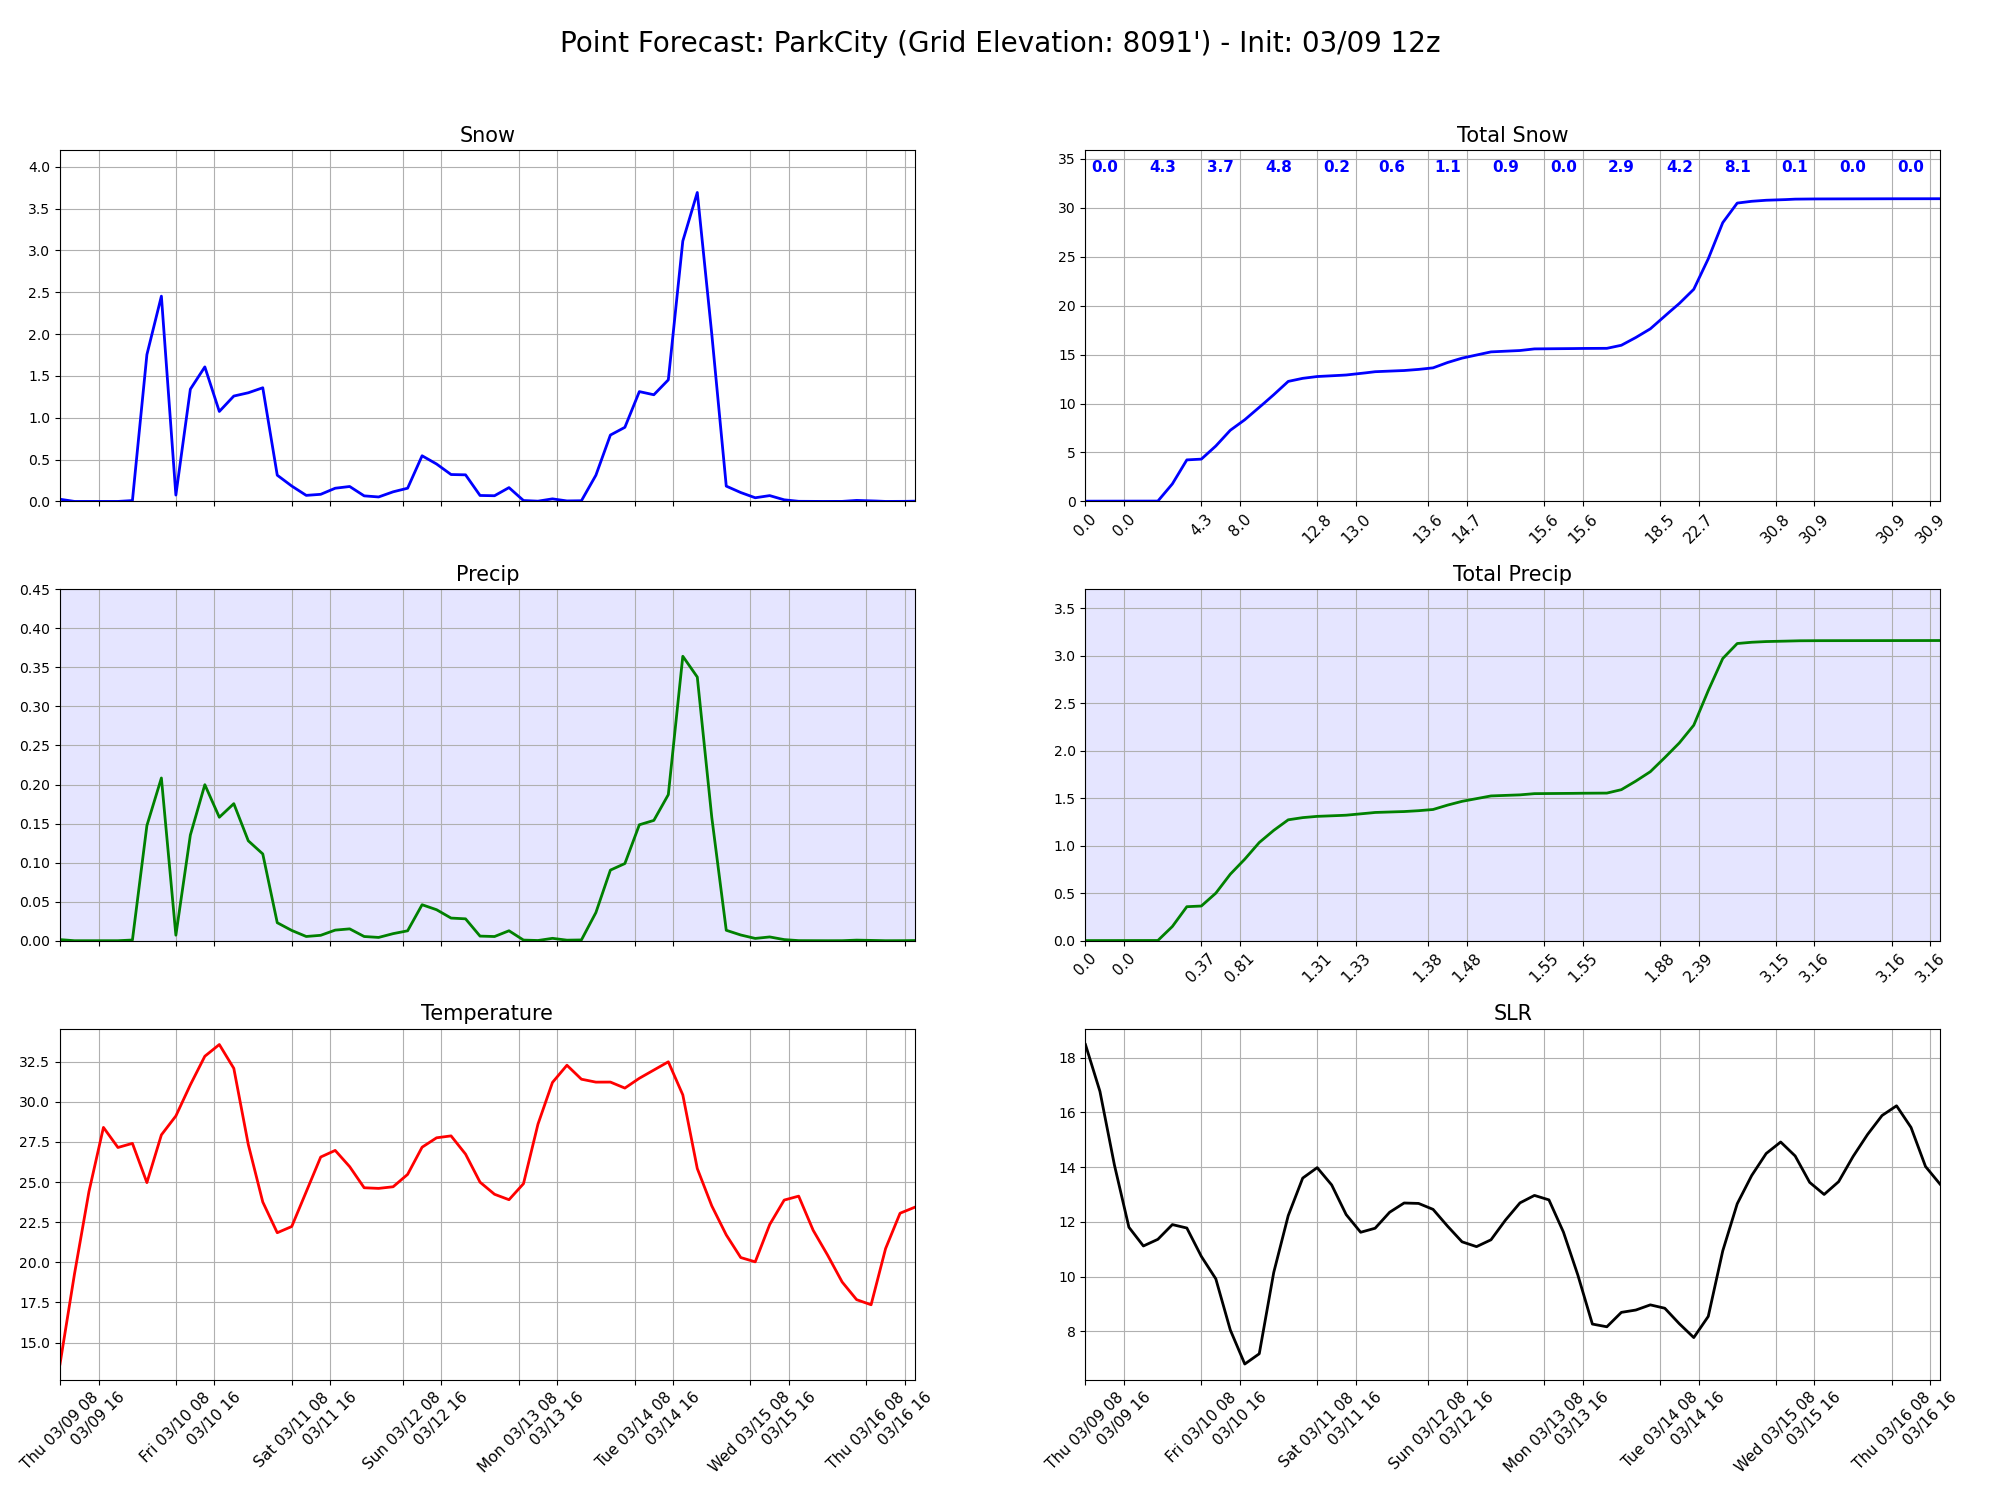 Point Forecast: ParkCity (Grid Elevation: 8091') - Init: 03/09 12z
Snow
4.0
3.5
3.0
2.5
2.0
1.5
1.0
0.5
0.0
Total Snow
0.0 4.3 3.7 4.8 0.2 0.6 1.1 0.9 0.0 2.9 4.2 8.1 0.1 0.0 0.0
35
30
25
20
15
10
5
0
0.0 0.0 4.3 8.0 12.8 13.0 13.6 14.7 15.6 15.6 18.5 22.7 30.8 30.9 30.9 30.9
Precip
0.45
0.40
0.35
0.30
0.25
0.20
0.15
0.10
0.05
0.00
Total Precip
3.5
3.0
2.5
2.0
1.5
1.0
0.5
0.0
0.0 0.0 0.37 0.81 1.31 1.33 1.38 1.48 1.55 1.55 1.88 2.39 3.15 3.16 3.16 3.16
Temperature
32.5
30.0
27.5
25.0
22.5
20.0
17.5
15.0
Thu 03/09 08
03/09 16
Fri 03/10 08
03/10 16
Sat 03/11 08
03/11 16
Sun 03/12 08
03/12 16
Mon 03/13 08
03/13 16
Tue 03/14 08
03/14 16
Wed 03/15 08
03/15 16
Thu 03/16 08
03/16 16
SLR
18
16
14
12
10
8
Thu 03/09 08
03/09 16
Fri 03/10 08
03/10 16
Sat 03/11 08
03/11 16
Sun 03/12 08
03/12 16
Mon 03/13 08
03/13 16
Tue 03/14 08
03/14 16
Wed 03/15 08
03/15 16
Thu 03/16 08
03/16 16